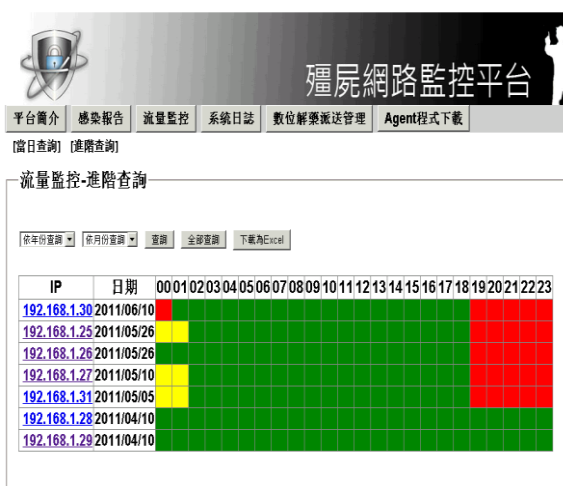 殭屍網路監控平台
平台簡介 感染報告 流量監控 系統日誌 數位解藥派送管理 Agent程式下載
[當日查詢] [進階查詢]
流量監控-進階查詢
依年份查詢 依月份查詢 查詢 全部查詢 下載為Excel
IP 日期 00 01 02 03 04 05 06 07 08 09 10 11 12 13 14 15 16 17 18 19 20 21 22 23
192.168.1.30 2011/06/10
192.168.1.25 2011/05/26
192.168.1.26 2011/05/26
192.168.1.27 2011/05/10
192.168.1.31 2011/05/05
192.168.1.28 2011/04/10
192.168.1.29 2011/04/10